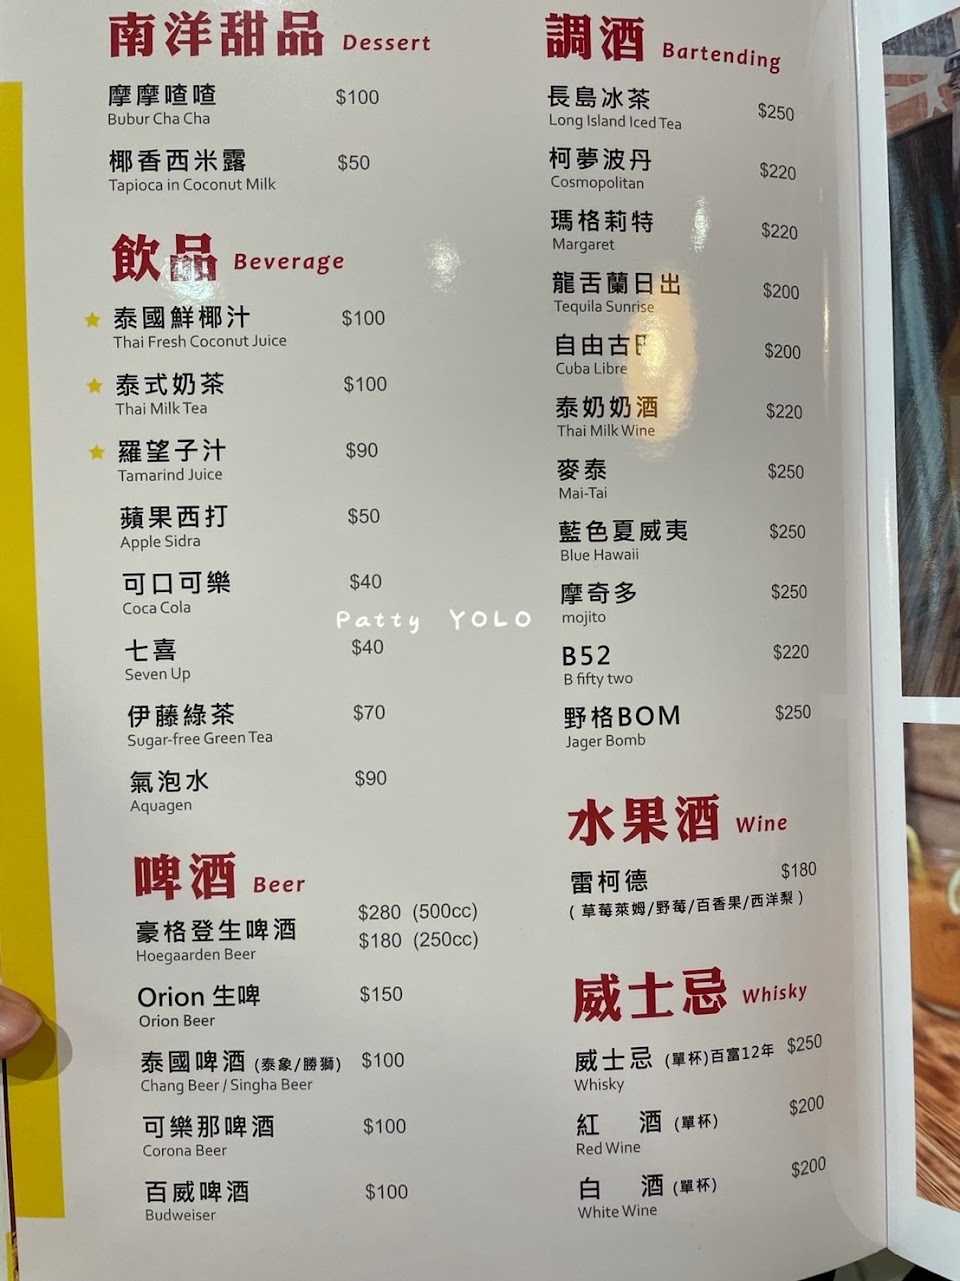 南洋甜品 Dessert
摩摩喳喳 $100
Bubur Cha Cha
椰香西米露 $50
Tapioca in Coconut Milk
飲品 Beverage
泰國鮮椰汁 $100
Thai Fresh Coconut Juice
泰式奶茶 $100
Thai Milk Tea
羅望子汁 $90
Tamarind Juice
蘋果西打 $50
Apple Sidra
可口可樂 $40
Coca Cola
七喜 $40
Seven Up
伊藤綠茶 $70
Sugar-free Green Tea
氣泡水 $90
Aquagen
啤酒 Beer
豪格登生啤酒 $280 (500cc)
$180 (250cc)
Hoegaarden Beer
Orion 生啤 $150
Orion Beer
泰國啤酒 (泰象/勝獅) $100
Chang Beer / Singha Beer
可樂那啤酒 $100
Corona Beer
百威啤酒 $100
Budweiser
調酒 Bartending
長島冰茶 $250
Long Island Iced Tea
柯夢波丹 $220
Cosmopolitan
瑪格莉特 $220
Margaret
龍舌蘭日出 $200
Tequila Sunrise
自由古巴 $200
Cuba Libre
泰奶奶酒 $220
Thai Milk Wine
麥泰 $250
Mai-Tai
藍色夏威夷 $250
Blue Hawaii
摩奇多 $250
mojito
B52 $220
B fifty two
野格BOM $250
Jager Bomb
水果酒 Wine
雷柯德 $180
( 草莓萊姆/野莓/百香果/西洋梨 )
威士忌 Whisky
威士忌 (單杯)百富12年 $250
Whisky
紅 酒 (單杯) $200
Red Wine
白 酒 (單杯) $200
White Wine
Patty YOLO